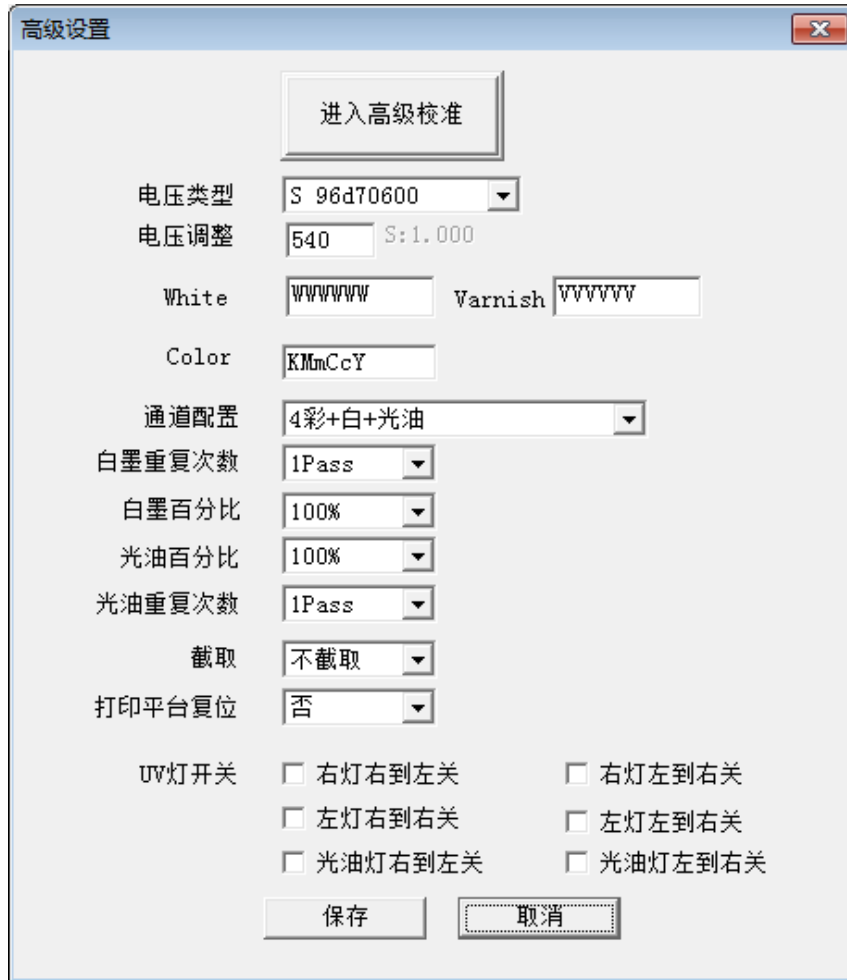 高级设置
进入高级校准
电压类型 S 96d70600
电压调整 540 S:1.000
White WWWWWW Varnish VVVVVV
Color KMmCcY
通道配置 4彩+白+光油
白墨重复次数 1Pass
白墨百分比 100%
光油百分比 100%
光油重复次数 1Pass
截取 不截取
打印平台复位 否
UV灯开关 右灯右到左关 右灯左到右关
左灯右到右关 左灯左到右关
光油灯右到左关 光油灯左到右关
保存 取消